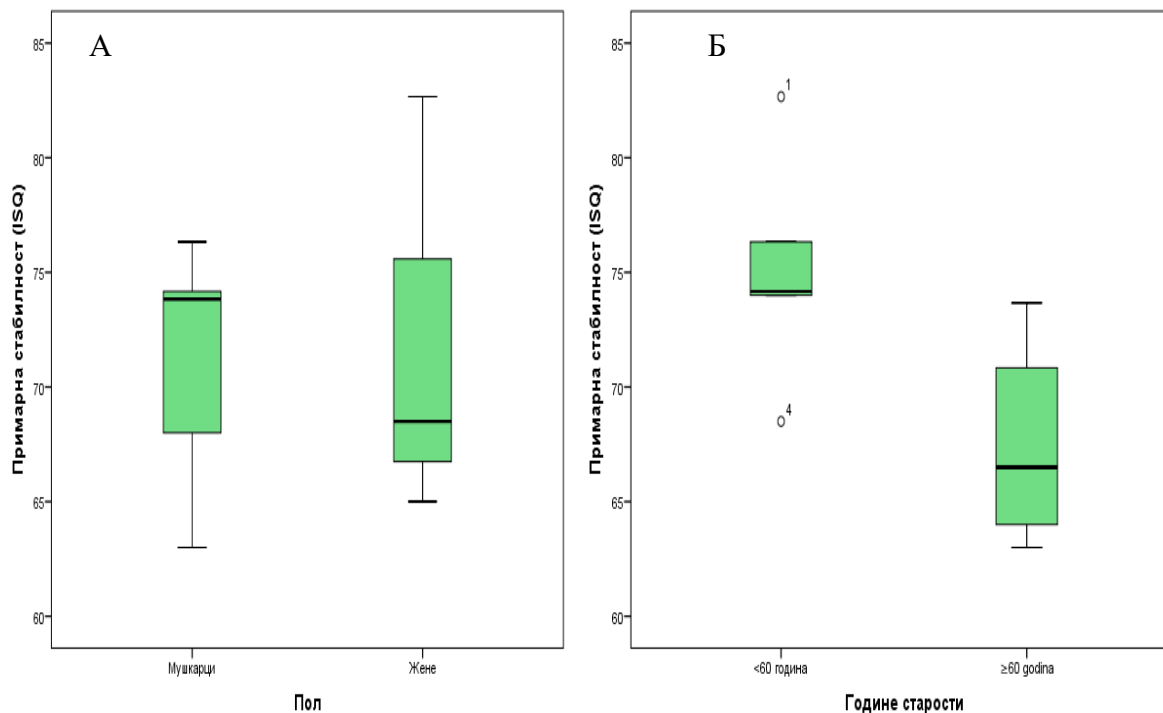 А
Примарна стабилност (ISQ)
85
80
75
70
65
60
Мушкарци
Жене
Пол
Б
Примарна стабилност (ISQ)
85
80
75
70
65
60
1
4
<60 година
≥60 godina
Године старости